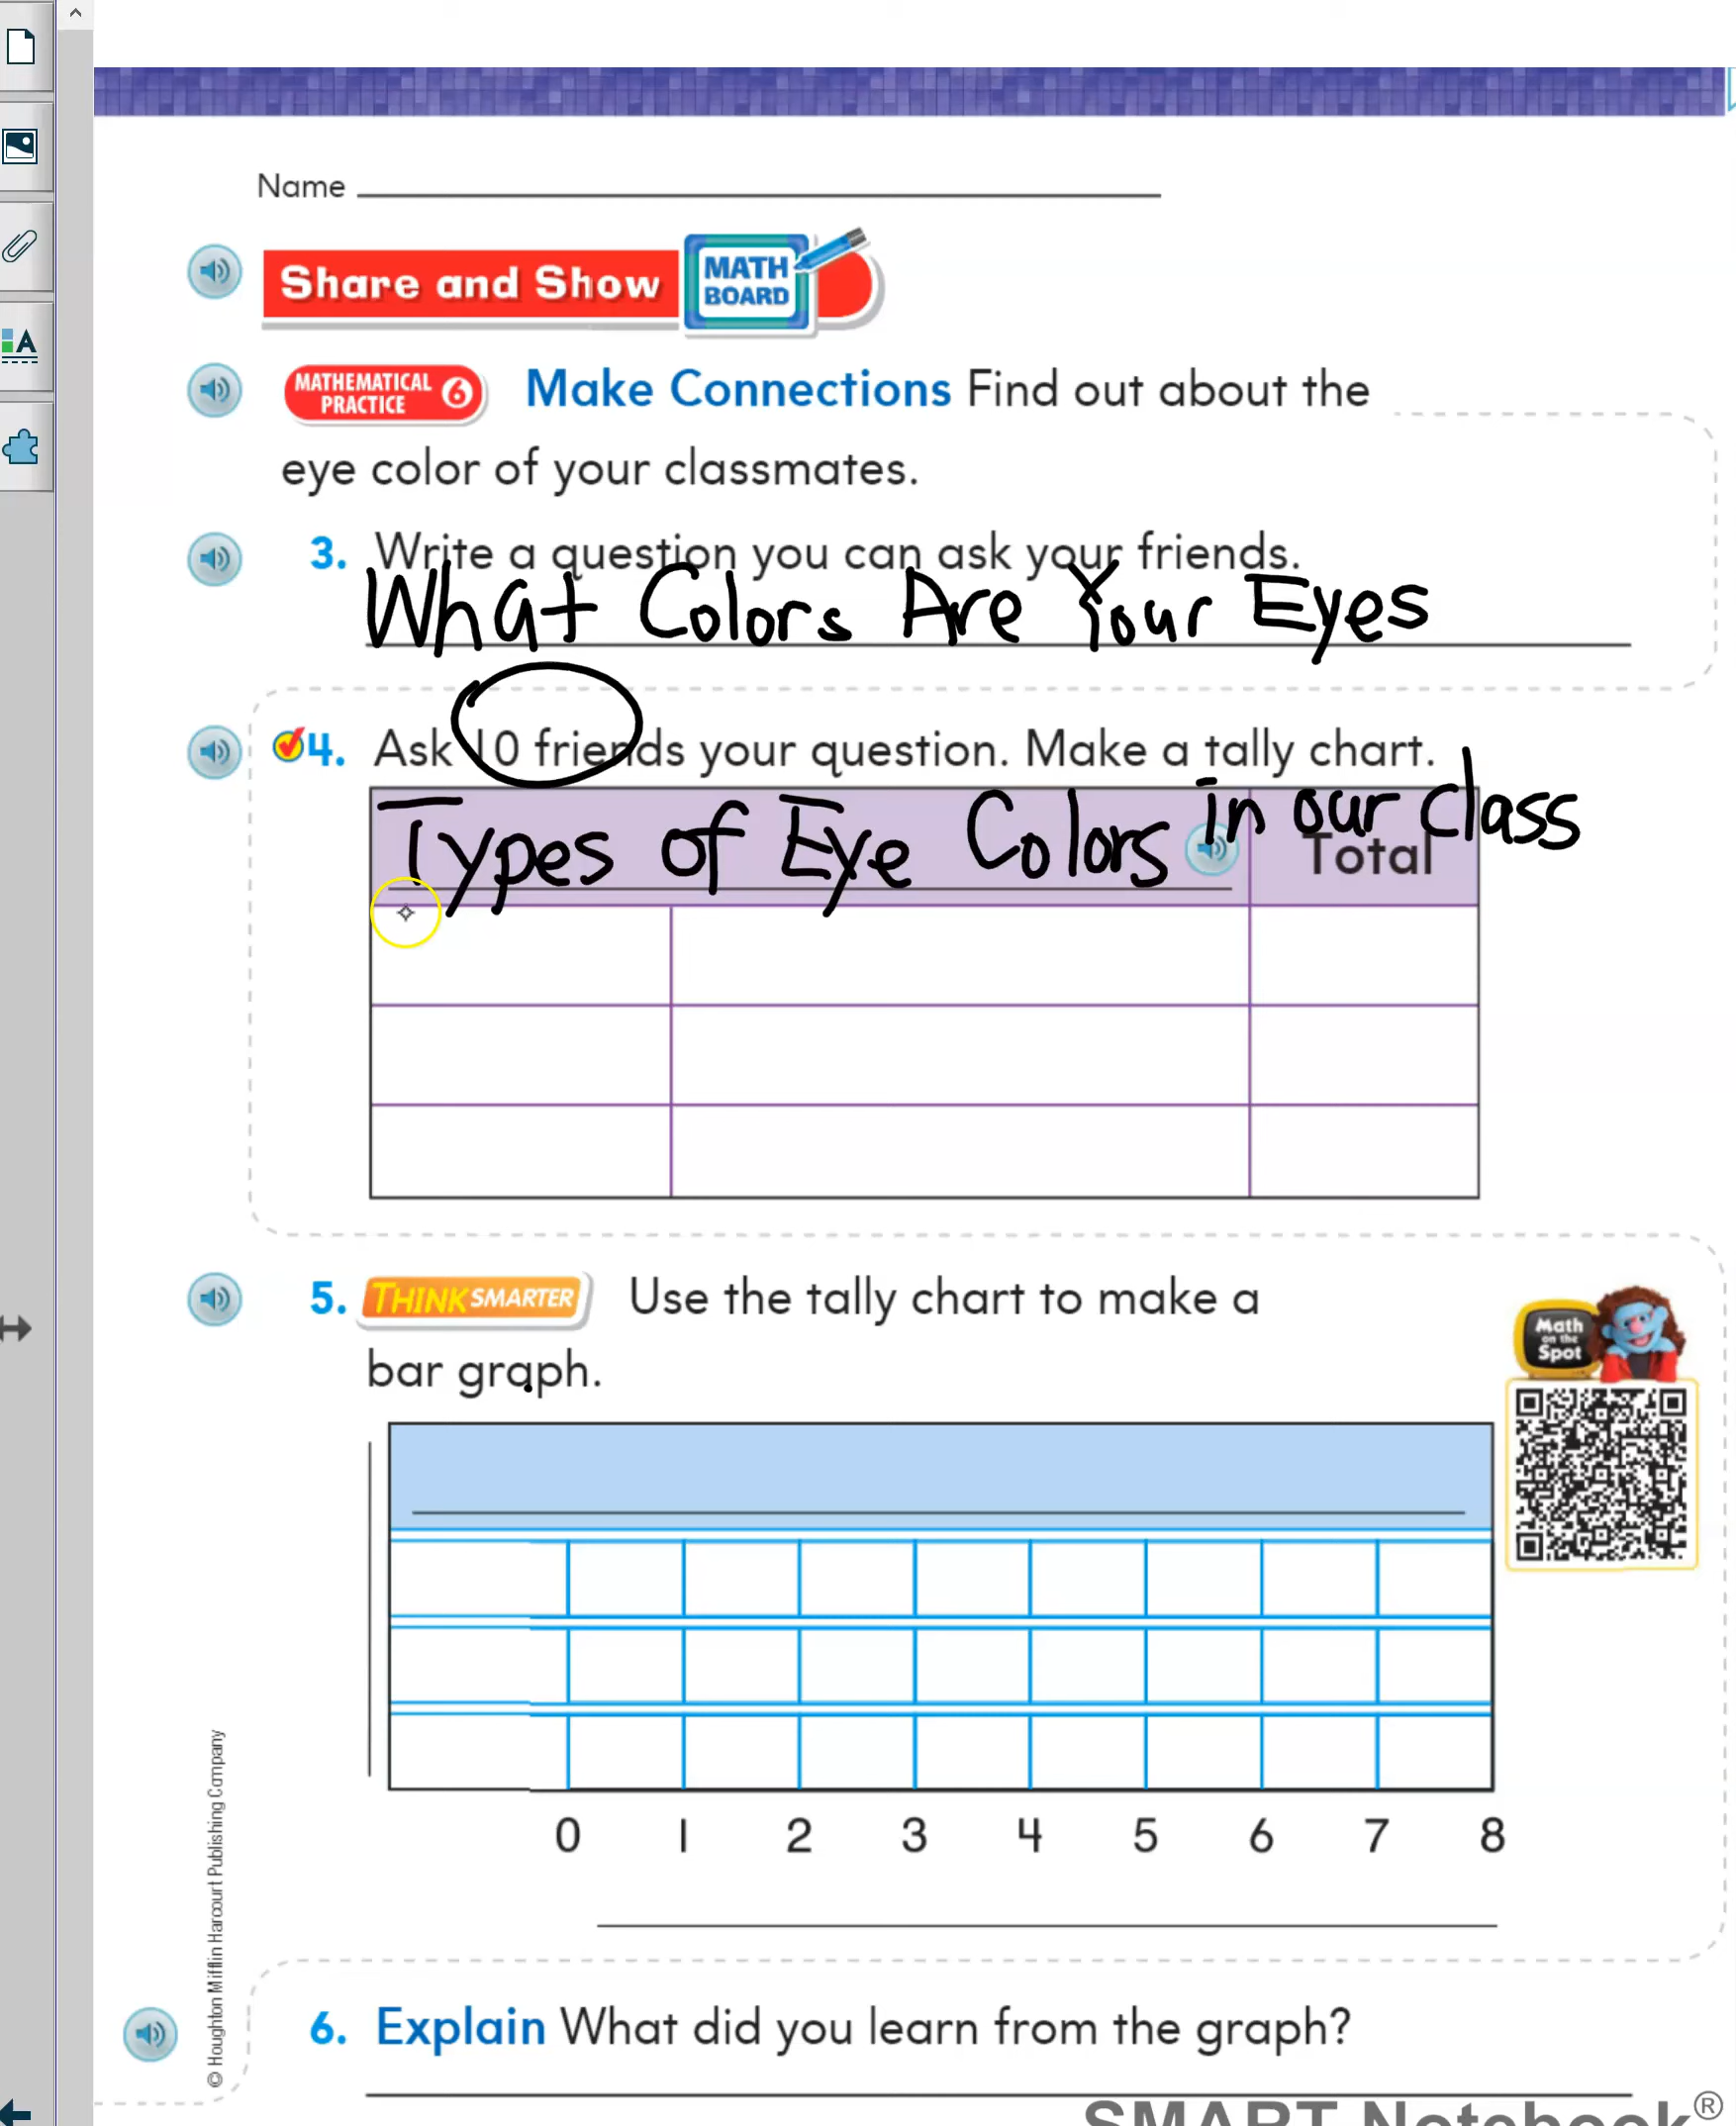 Name
Share and Show MATH BOARD
MATHEMATICAL PRACTICE 6 Make Connections Find out about the
eye color of your classmates.
3. Write a question you can ask your friends.
What Colors Are Your Eyes
4. Ask 10 friends your question. Make a tally chart.
Types of Eye Colors in our class
Total
5. THINK SMARTER Use the tally chart to make a
bar graph.
Math on the Spot
0 1 2 3 4 5 6 7 8
© Houghton Mifflin Harcourt Publishing Company
6. Explain What did you learn from the graph?
SMART Notebook®